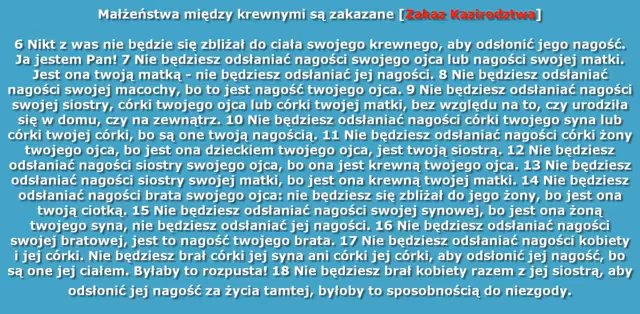 Małżeństwa między krewnymi są zakazane [Zakaz Kazirodztwa]
6 Nikt z was nie będzie się zbliżał do ciała swojego krewnego, aby odsłonić jego nagość.
Ja jestem Pan! 7 Nie będziesz odsłaniać nagości swojego ojca lub nagości swojej matki.
Jest ona twoją matką - nie będziesz odsłaniać jej nagości. 8 Nie będziesz odsłaniać
nagości swojej macochy, bo to jest nagość twojego ojca. 9 Nie będziesz odsłaniać nagości
swojej siostry, córki twojego ojca lub córki twojej matki, bez względu na to, czy urodziła
się w domu, czy na zewnątrz. 10 Nie będziesz odsłaniać nagości córki twojego syna lub
córki twojej córki, bo są one twoją nagością. 11 Nie będziesz odsłaniać nagości córki żony
twojego ojca, bo jest ona dzieckiem twojego ojca, jest twoją siostrą. 12 Nie będziesz
odsłaniać nagości siostry swojego ojca, bo ona jest krewną twojego ojca. 13 Nie będziesz
odsłaniać nagości siostry swojej matki, bo jest ona krewną twojej matki. 14 Nie będziesz
odsłaniać nagości brata swojego ojca: nie będziesz się zbliżał do jego żony, bo jest ona
twoją ciotką. 15 Nie będziesz odsłaniać nagości swojej synowej, bo jest ona żoną
twojego syna, nie będziesz odsłaniać jej nagości. 16 Nie będziesz odsłaniać nagości
swojej bratowej, jest to nagość twojego brata. 17 Nie będziesz odsłaniać nagości kobiety
i jej córki. Nie będziesz brał córki jej syna ani córki jej córki, aby odsłonić jej nagość, bo
są one jej ciałem. Byłaby to rozpusta! 18 Nie będziesz brał kobiety razem z jej siostrą, aby
odsłonić jej nagość za życia tamtej, byłoby to sposobnością do niezgody.